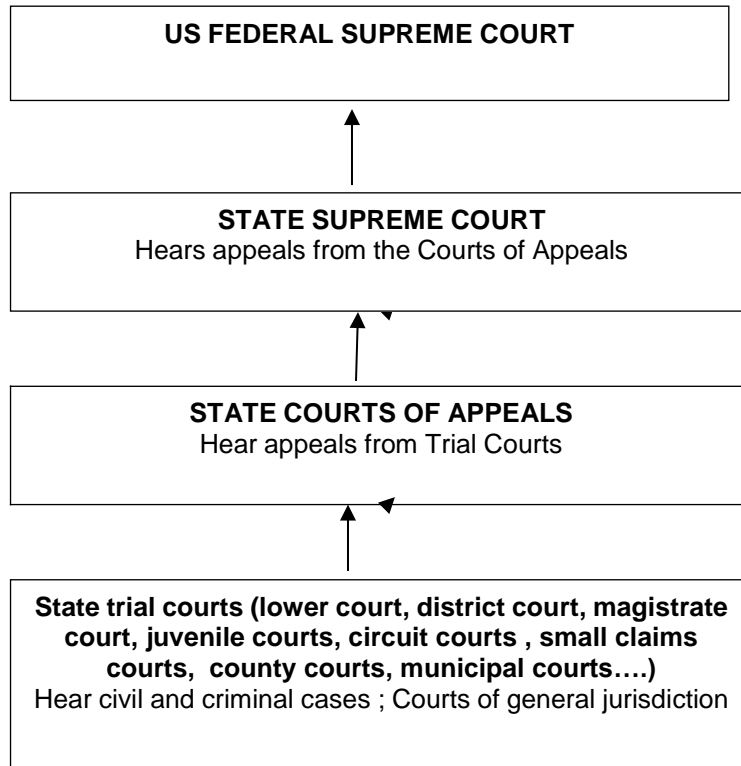 US FEDERAL SUPREME COURT
STATE SUPREME COURT
Hears appeals from the Courts of Appeals
STATE COURTS OF APPEALS
Hear appeals from Trial Courts
State trial courts (lower court, district court, magistrate
court, juvenile courts, circuit courts , small claims
courts,  county courts, municipal courts….)
Hear civil and criminal cases ; Courts of general jurisdiction